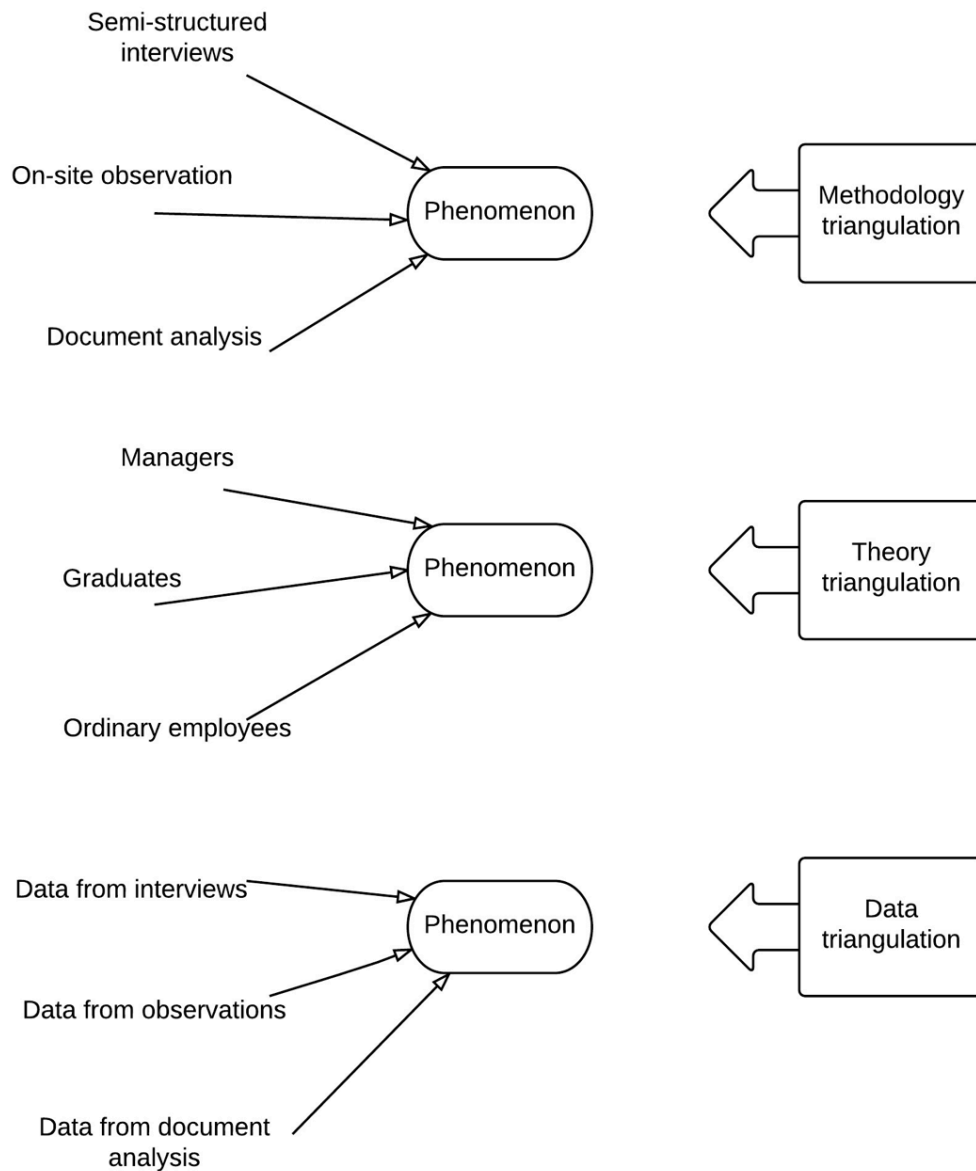 Semi-structured
interviews
On-site observation
Phenomenon
Methodology
triangulation
Document analysis
Managers
Graduates
Phenomenon
Theory
triangulation
Ordinary employees
Data from interviews
Phenomenon
Data
triangulation
Data from observations
Data from document
analysis